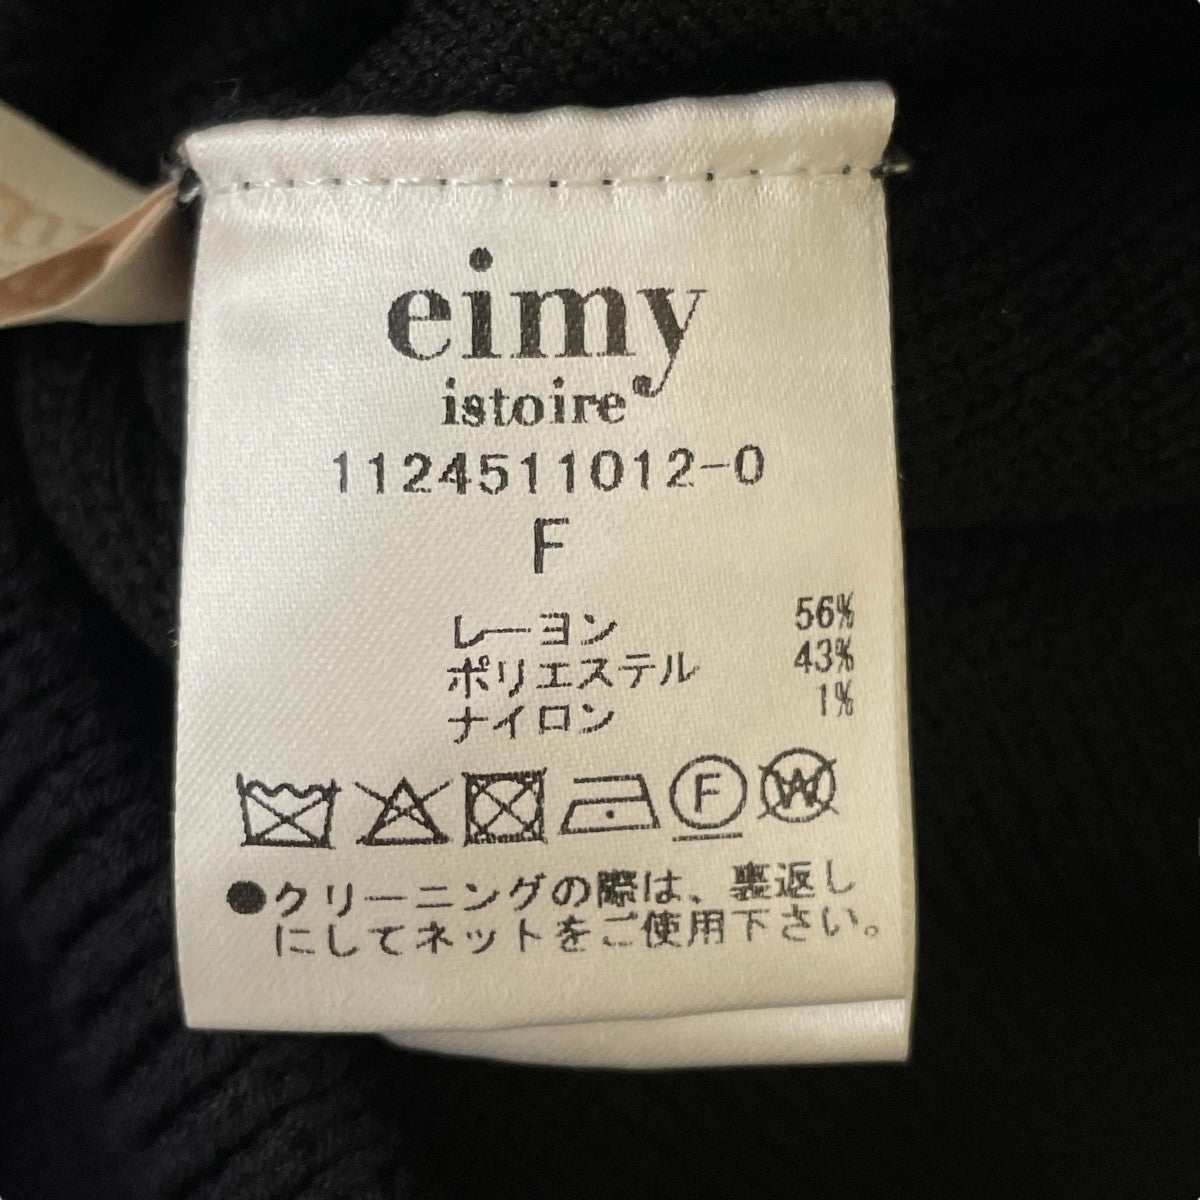 eimy
istoire®
1124511012-0
F
レーヨン 56%
ポリエステル 43%
ナイロン 1%
F W
●クリーニングの際は、裏返し
にしてネットをご使用下さい。